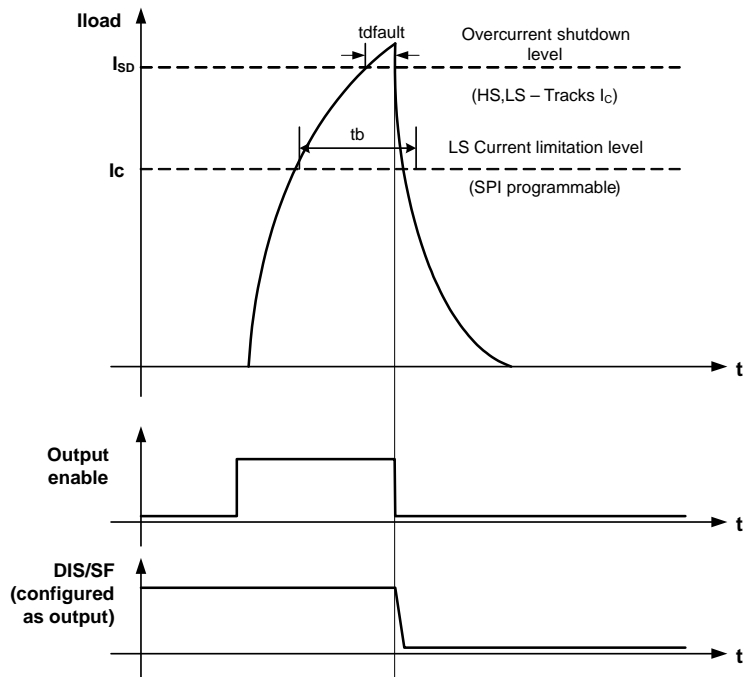 Iload
tdfault
Overcurrent shutdown
level
ISD
(HS,LS – Tracks IC)
tb
LS Current limitation level
Ic
(SPI programmable)
t
Output
enable
t
DIS/SF
(configured
as output)
t